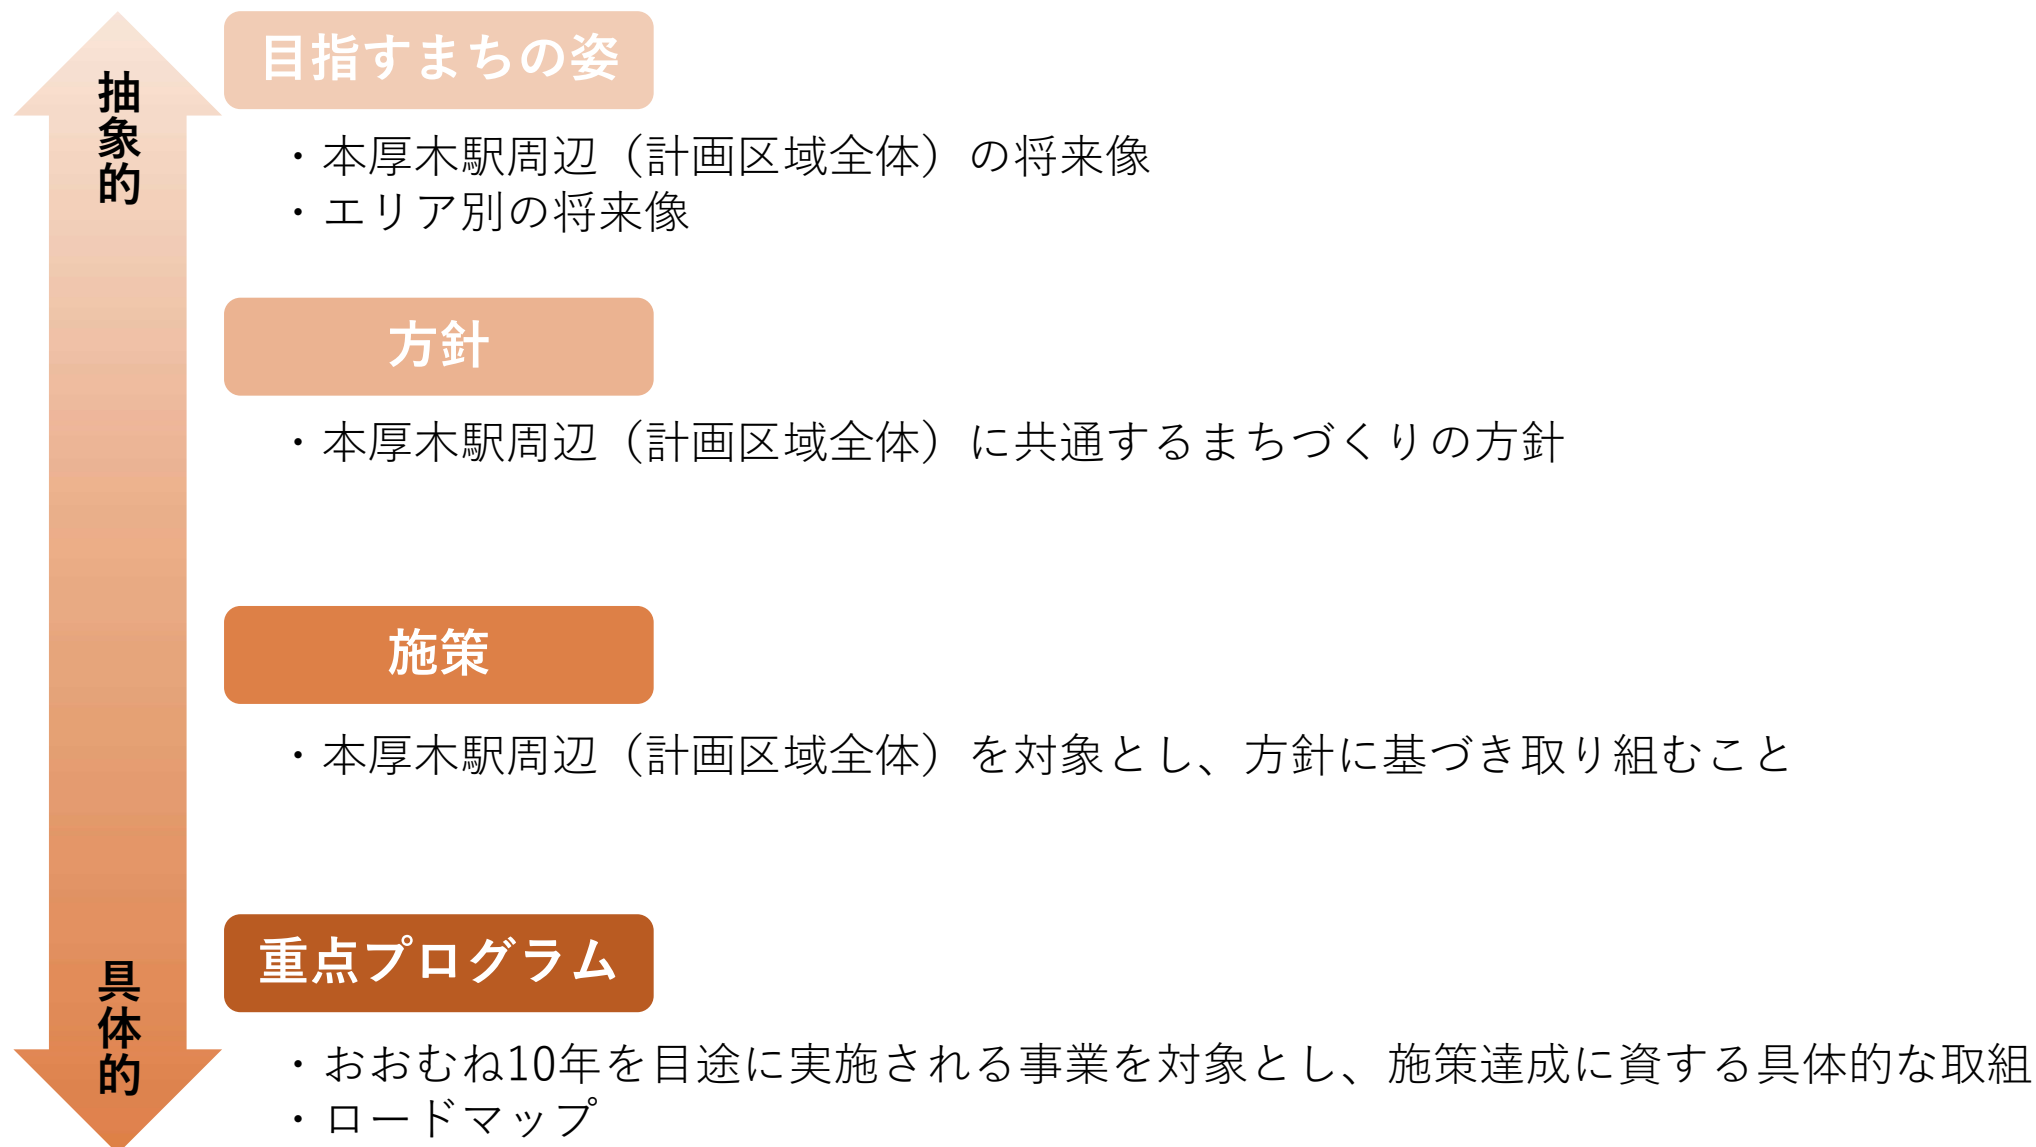 抽象的
目指すまちの姿
・本厚木駅周辺（計画区域全体）の将来像
・エリア別の将来像
方針
・本厚木駅周辺（計画区域全体）に共通するまちづくりの方針
施策
・本厚木駅周辺（計画区域全体）を対象とし、方針に基づき取り組むこと
具体的
重点プログラム
・おおむね10年を目途に実施される事業を対象とし、施策達成に資する具体的な取組
・ロードマップ